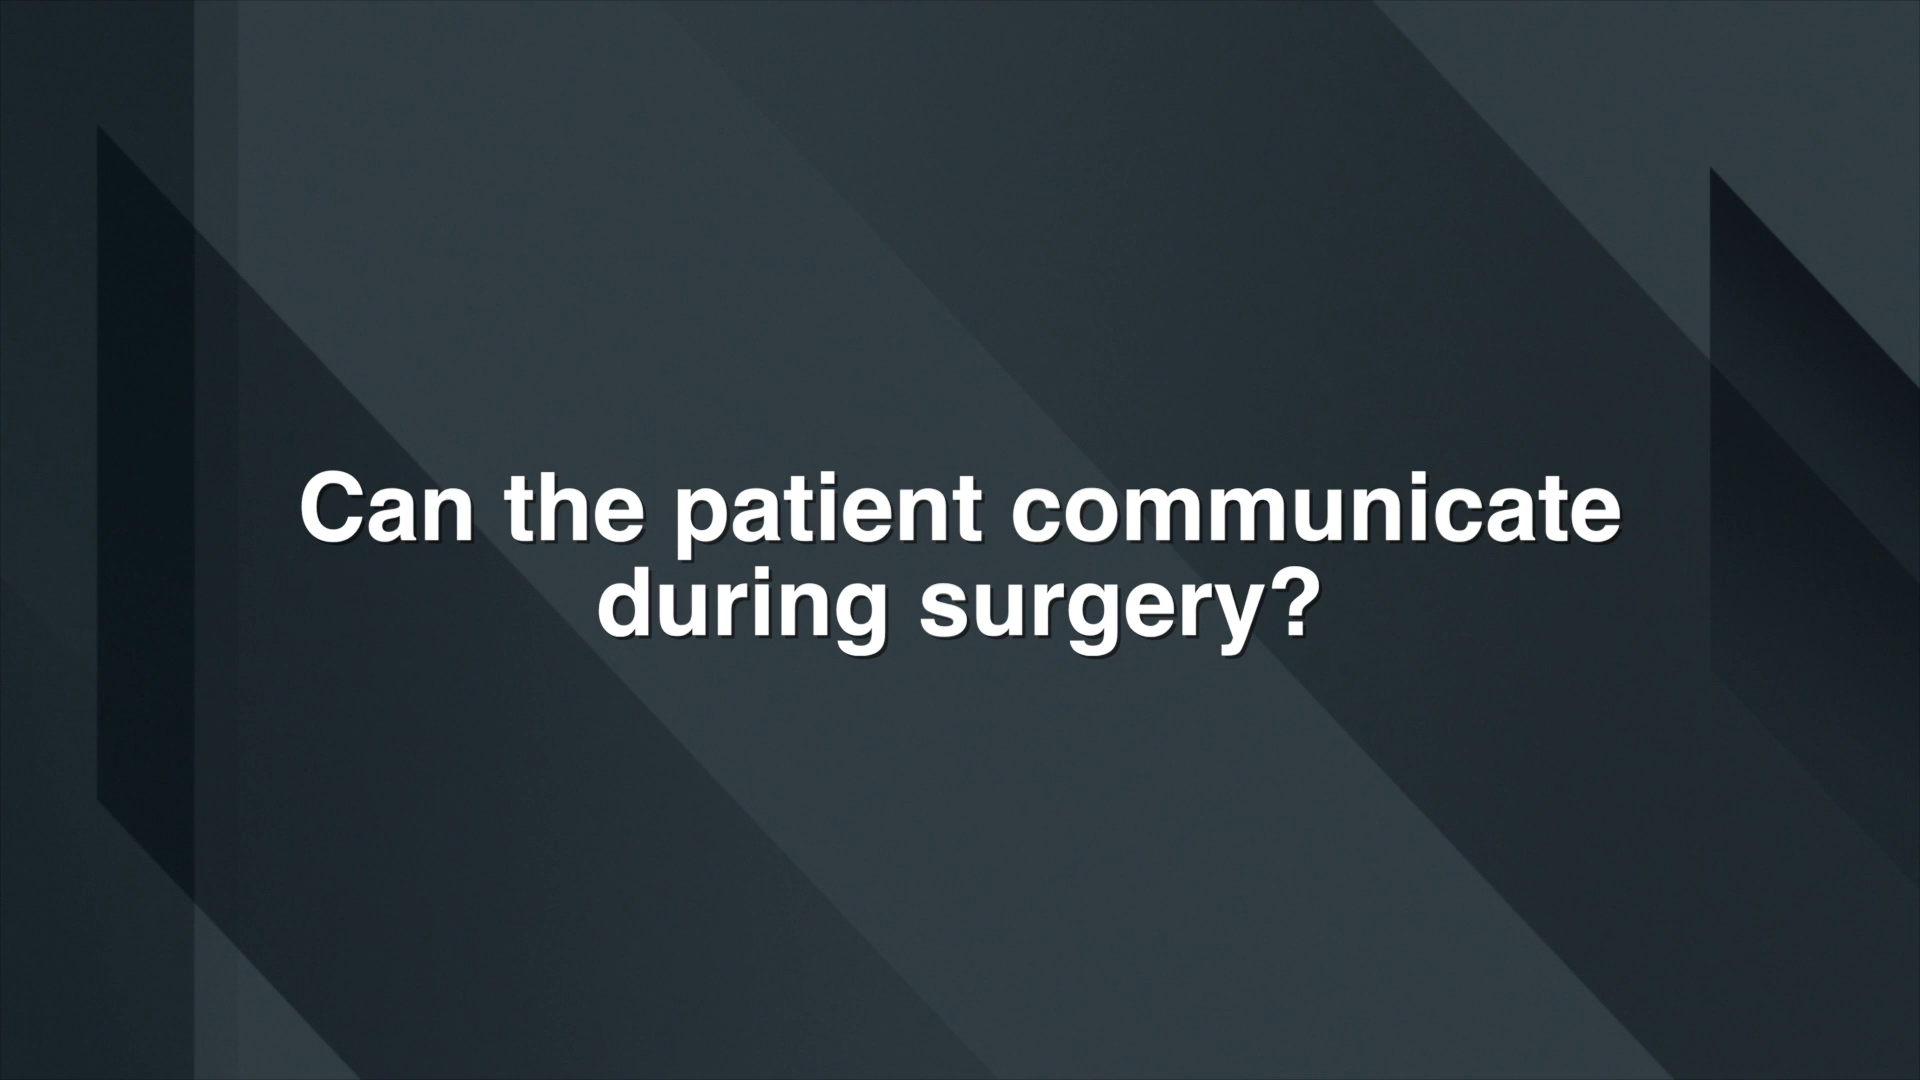 Can the patient communicate
during surgery?